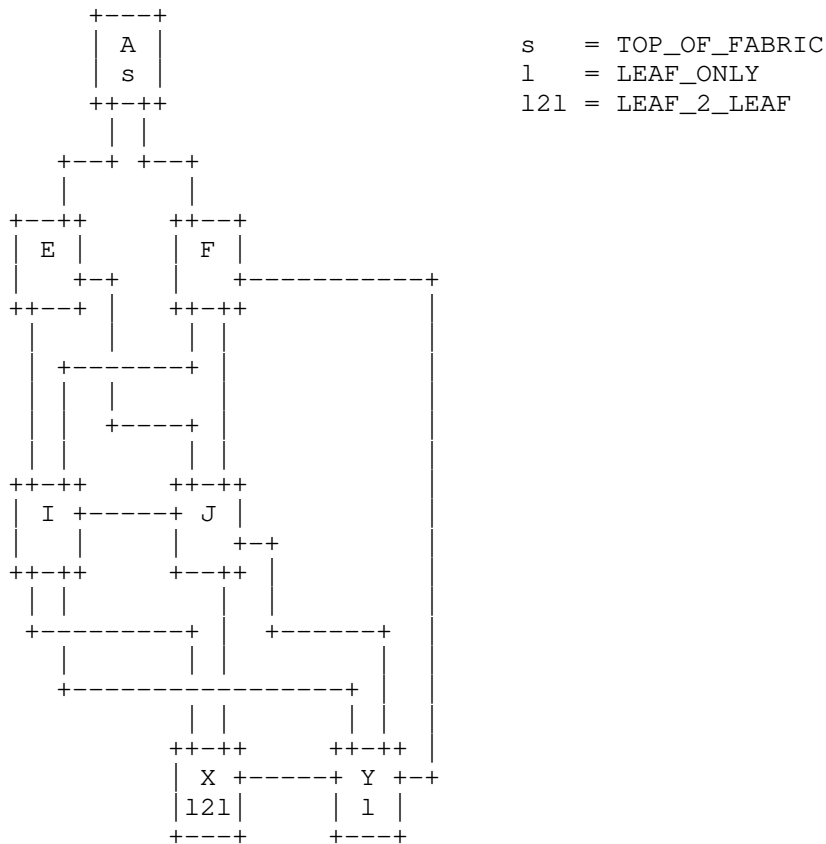 A
s
s = TOP_OF_FABRIC
l = LEAF_ONLY
l2l = LEAF_2_LEAF
E
F
I
J
X
Y
l2l
l